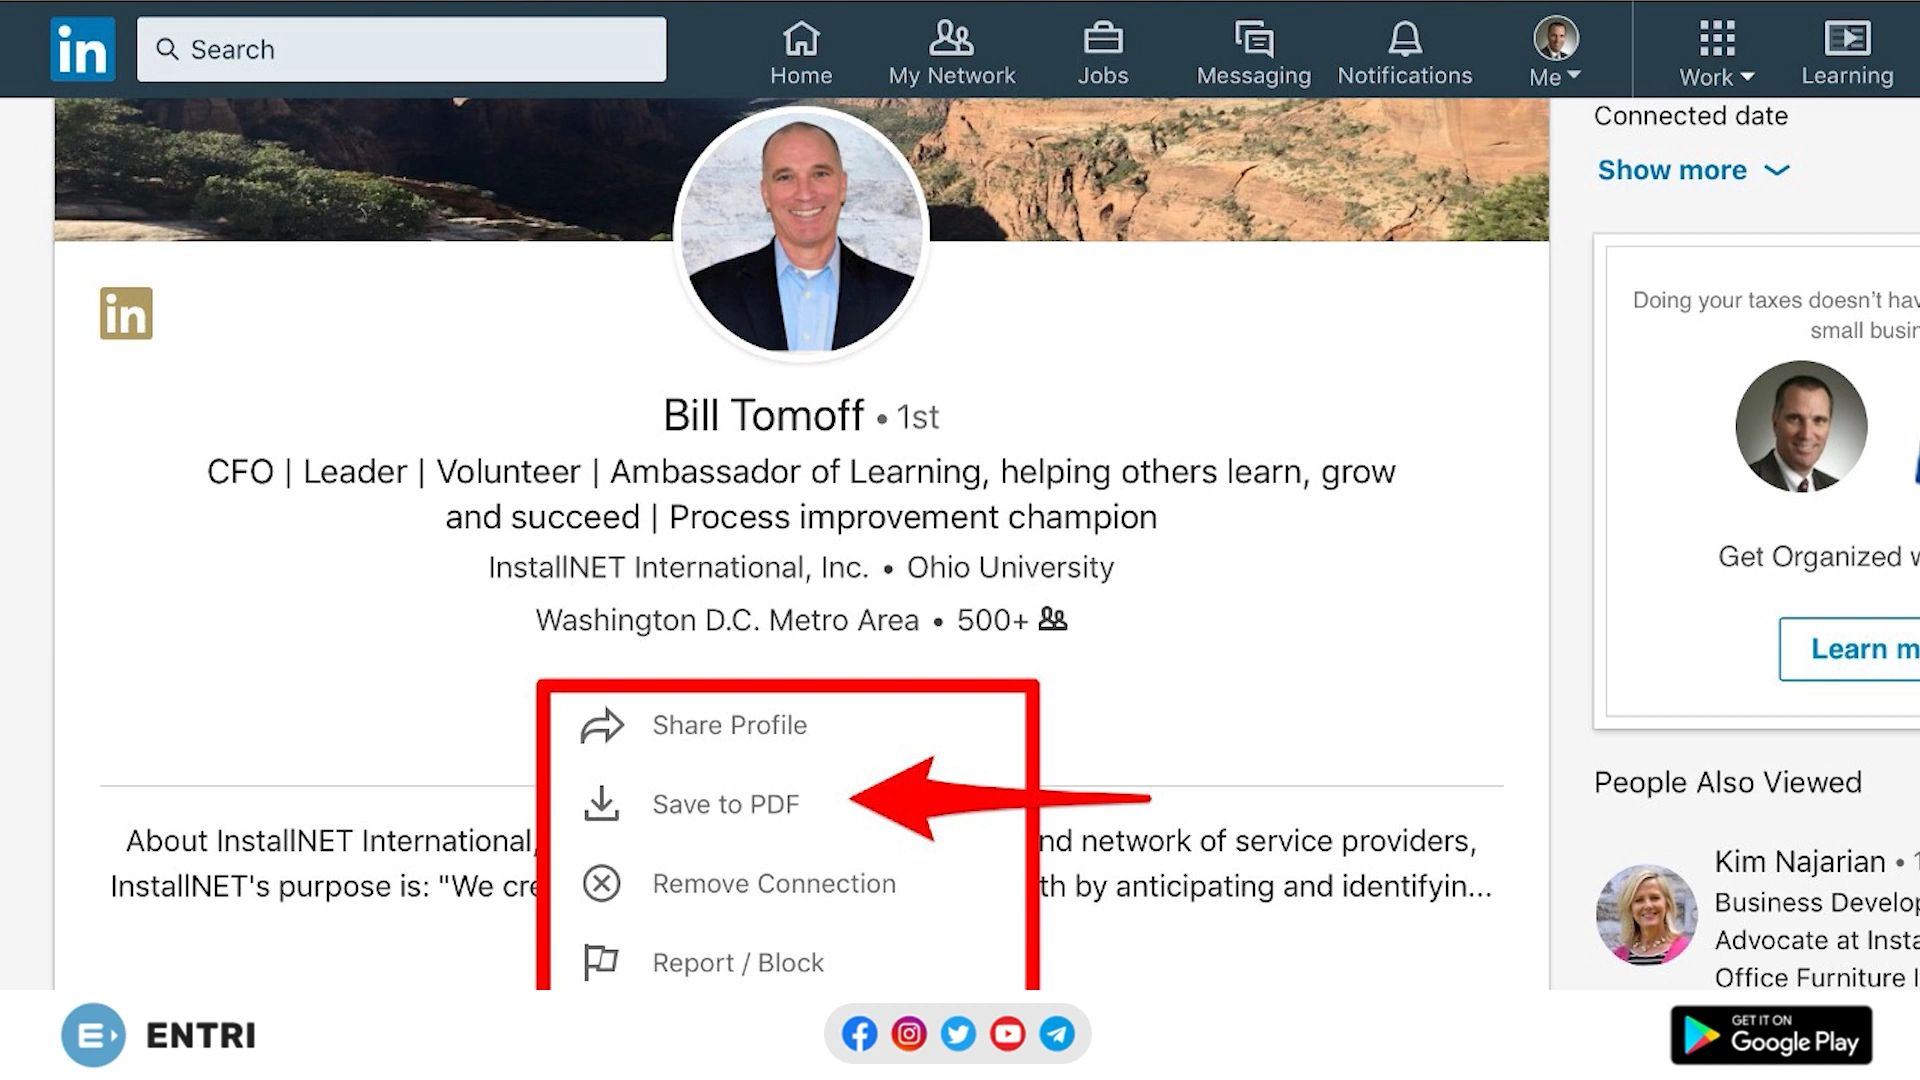 in
Search
Home
My Network
Jobs
Messaging
Notifications
Me
Work
Learning
Connected date
Show more
Doing your taxes doesn't hav
small busin
in
Bill Tomoff • 1st
CFO | Leader | Volunteer | Ambassador of Learning, helping others learn, grow
and succeed | Process improvement champion
InstallNET International, Inc. • Ohio University
Washington D.C. Metro Area • 500+
Get Organized w
Learn m
Share Profile
Save to PDF
Remove Connection
Report / Block
About InstallNET International, nd network of service providers,
InstallNET's purpose is: "We cre th by anticipating and identifyin...
People Also Viewed
Kim Najarian • 1
Business Develop
Advocate at Insta
Office Furniture I
E
ENTRI
GET IT ON
Google Play